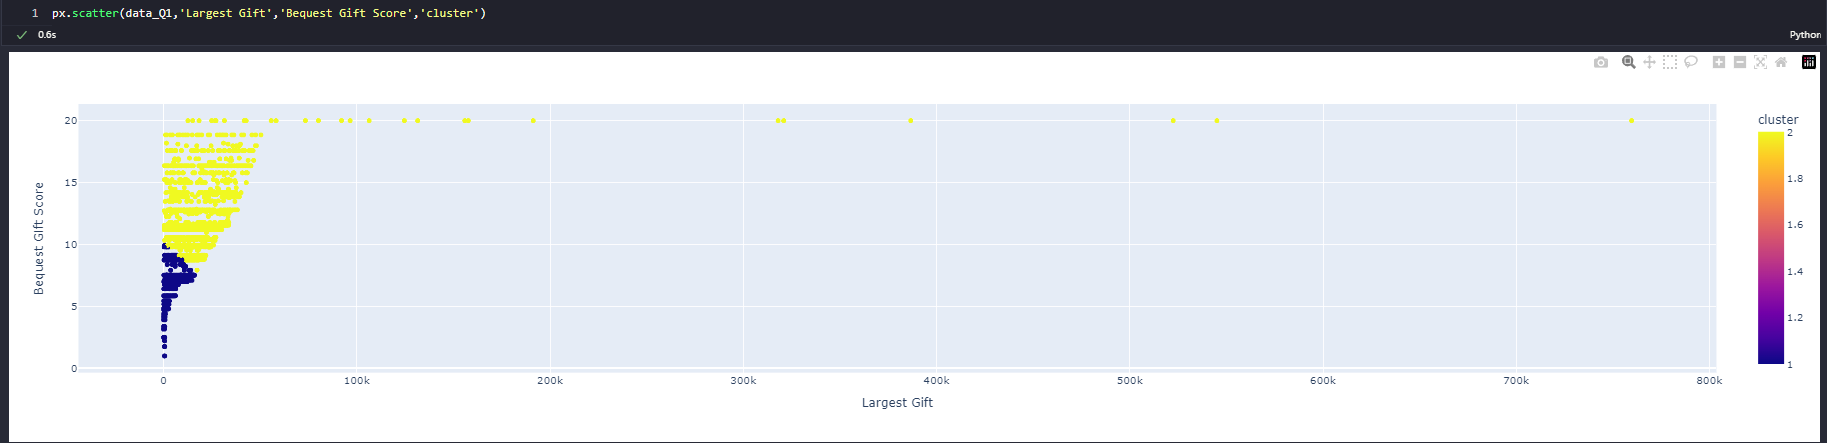 1 px.scatter(data_Q1,'Largest Gift','Bequest Gift Score','cluster')
0.6s
Python
cluster
20
15
10
5
0
Bequest Gift Score
0 100k 200k 300k 400k 500k 600k 700k 800k
Largest Gift
2
1.8
1.6
1.4
1.2
1